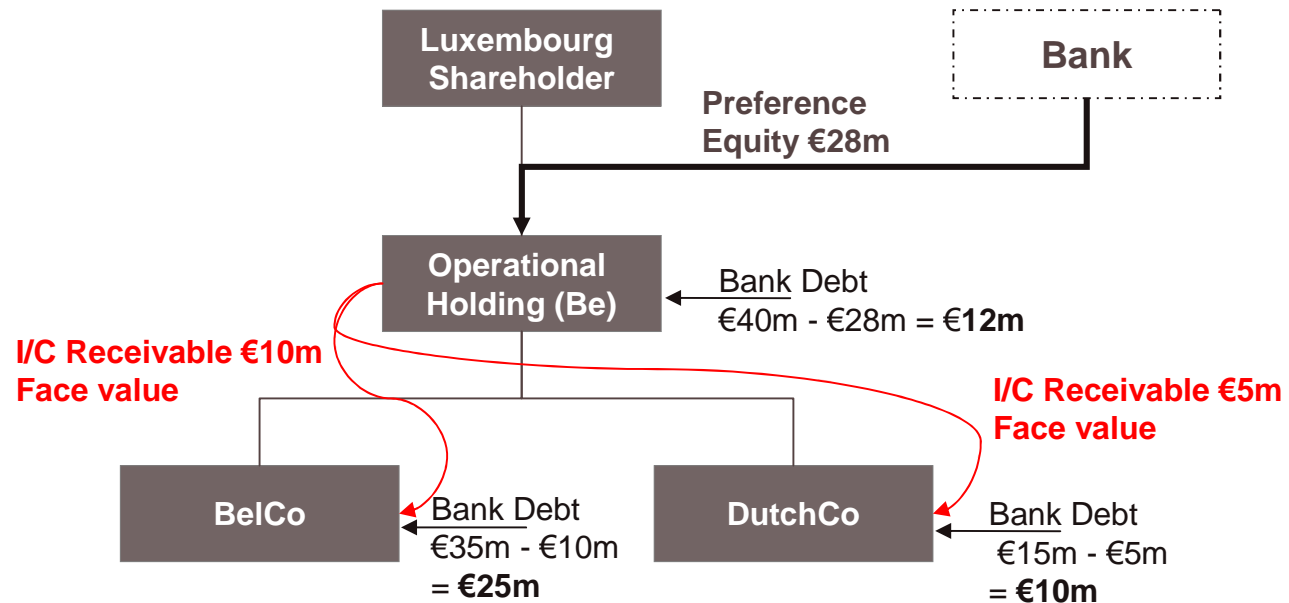 Luxembourg
Shareholder
Bank
Preference
Equity €28m
Operational
Holding (Be)
Bank Debt
€40m - €28m = €12m
I/C Receivable €10m
Face value
I/C Receivable €5m
Face value
BelCo
Bank Debt
€35m - €10m
= €25m
DutchCo
Bank Debt
€15m - €5m
= €10m